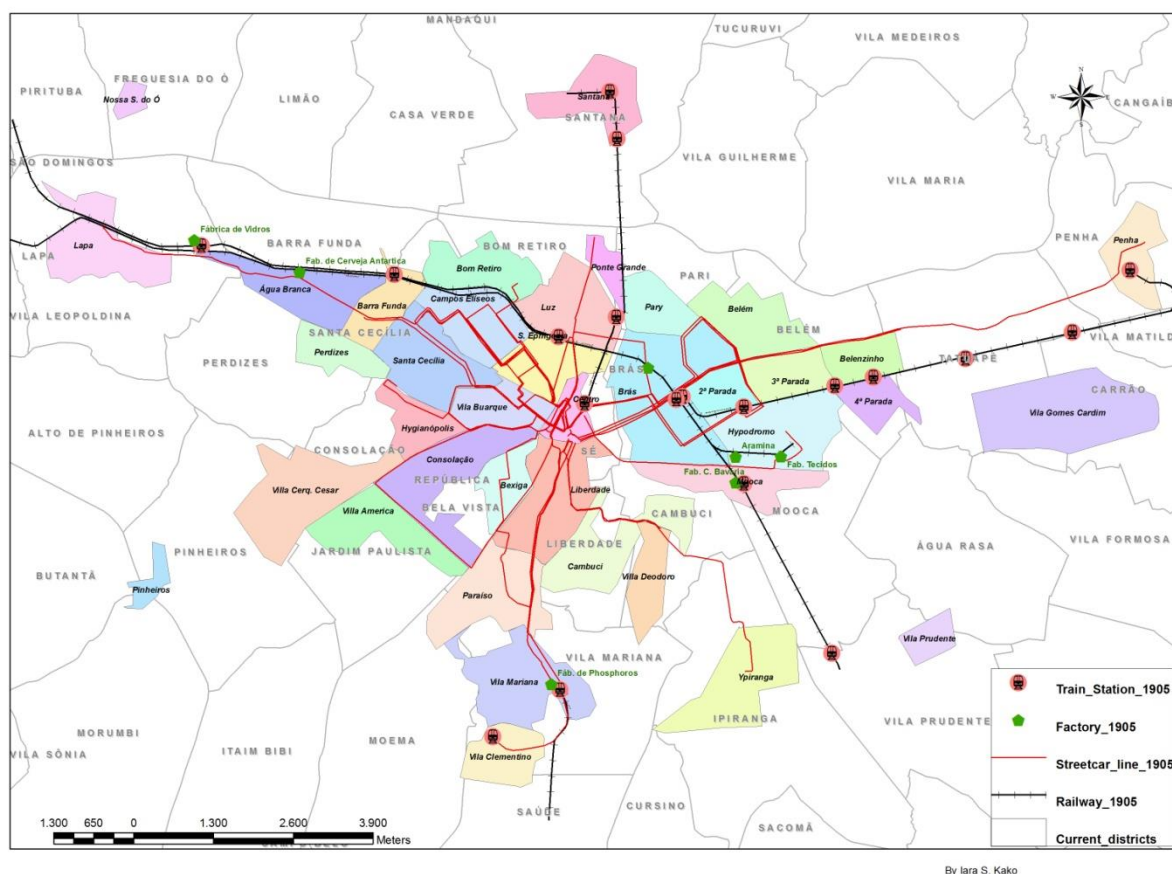 MANDAQUI
TUCURUVI
VILA MEDEIROS
FREGUESIA DO Ó
PIRITUBA
Nossa S. do Ó
LIMÃO
CASA VERDE
Santana
SANTANA
N
W
E
S
CANGAÍB
SÃO DOMINGOS
VILA GUILHERME
VILA MARIA
Fábrica de Vidros
Lapa
LAPA
BARRA FUNDA
Fab. de Cerveja Antartica
BOM RETIRO
Bom Retiro
Ponte Grande
PARI
PENHA
Penha
Água Branca
Barra Funda
Campos Eliseos
Luz
Pary
Belém
VILA LEOPOLDINA
SANTA CECÍLIA
S. Ephigenia
BELÉM
VILA MATILD
PERDIZES
Perdizes
Santa Cecília
BRÁS
Belenzinho
TATUAPÉ
Vila Buarque
Centro
Brás
2ª Parada
3ª Parada
4ª Parada
CARRÃO
Vila Gomes Cardim
ALTO DE PINHEIROS
Hygianópolis
CONSOLAÇÃO
Consolação
SÉ
Hypodromo
Aramina
Fab. Tecidos
Fab. C. Bavária
REPÚBLICA
Bexiga
Liberdade
Mooca
MOOCA
Villa Cerq. Cesar
Villa America
BELA VISTA
CAMBUCI
JARDIM PAULISTA
LIBERDADE
ÁGUA RASA
VILA FORMOSA
PINHEIROS
BUTANTÃ
Pinheiros
Cambuci
Villa Deodoro
Paraíso
Vila Prudente
VILA MARIANA
Vila Mariana
Fáb. de Phosphoros
Ypiranga
IPIRANGA
VILA PRUDENTE
MORUMBI
VILA SÔNIA
ITAIM BIBI
MOEMA
Vila Clementino
SAÚDE
CURSINO
SACOMÃ
Train_Station_1905
Factory_1905
Streetcar_line_1905
Railway_1905
Current_districts
1.300 650 0 1.300 2.600 3.900
Meters
By Iara S. Kako